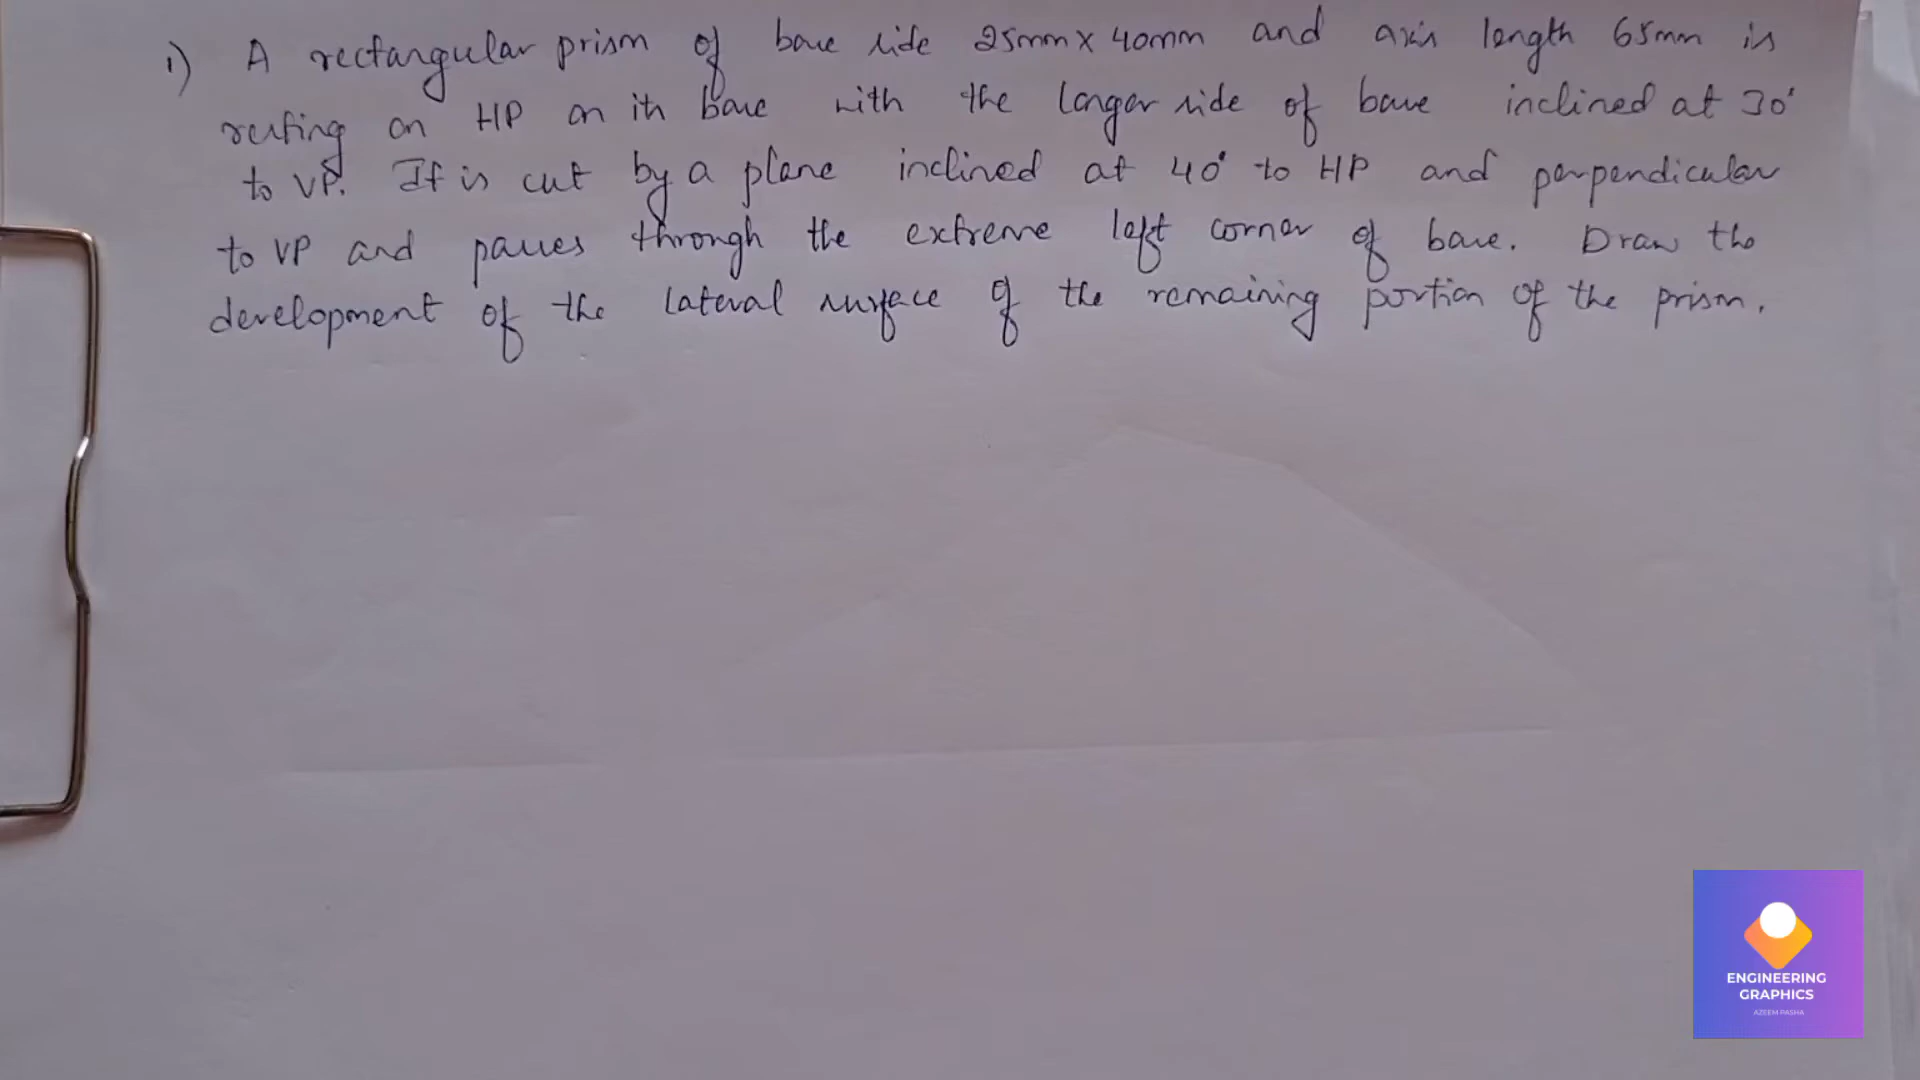 1) A rectangular prism of base side 25mm x 40mm and axis length 65mm is
resting on HP on its base with the longer side of base inclined at 30°
to VP. It is cut by a plane inclined at 40° to HP and perpendicular
to VP and passes through the extreme left corner of base. Draw the
development of the lateral surface of the remaining portion of the prism.
ENGINEERING
GRAPHICS
AZEEM PASHA